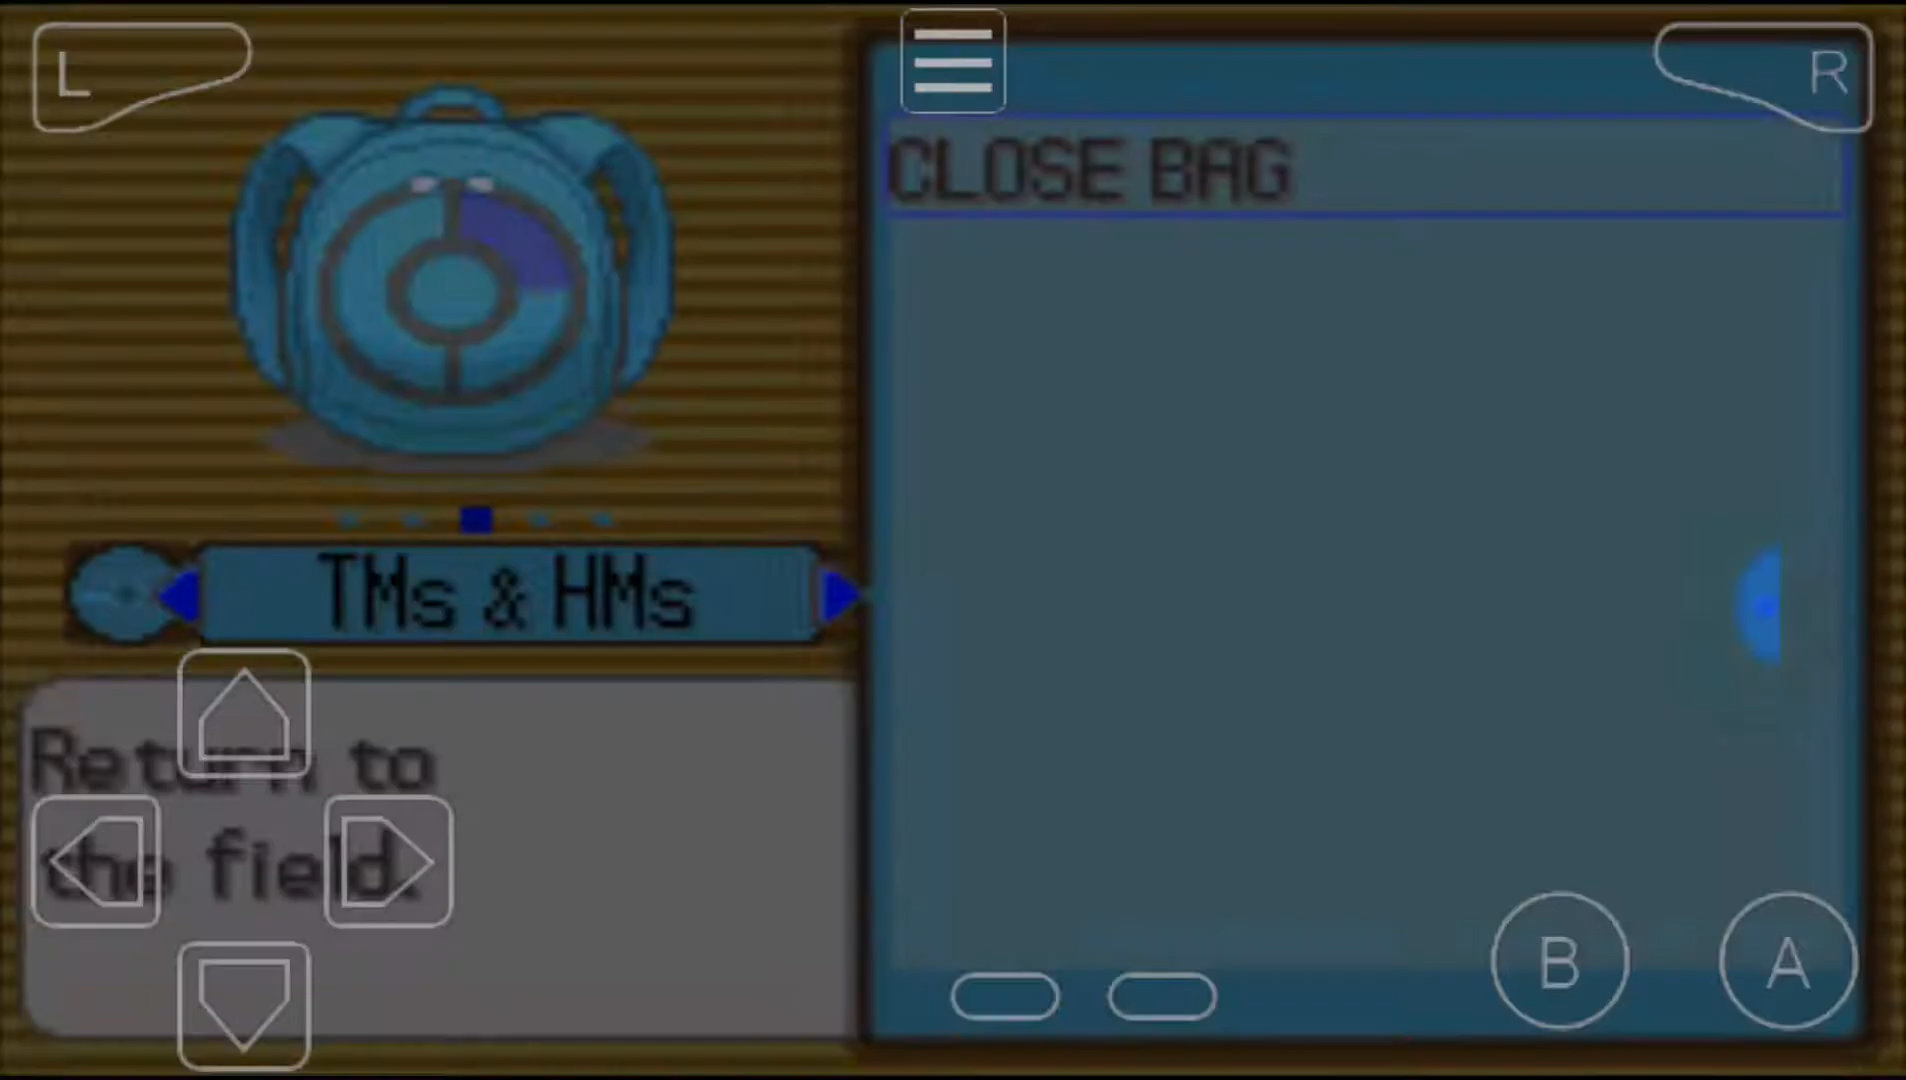 L
R
CLOSE BAG
TMs & HMs
Return to
the field.
B
A